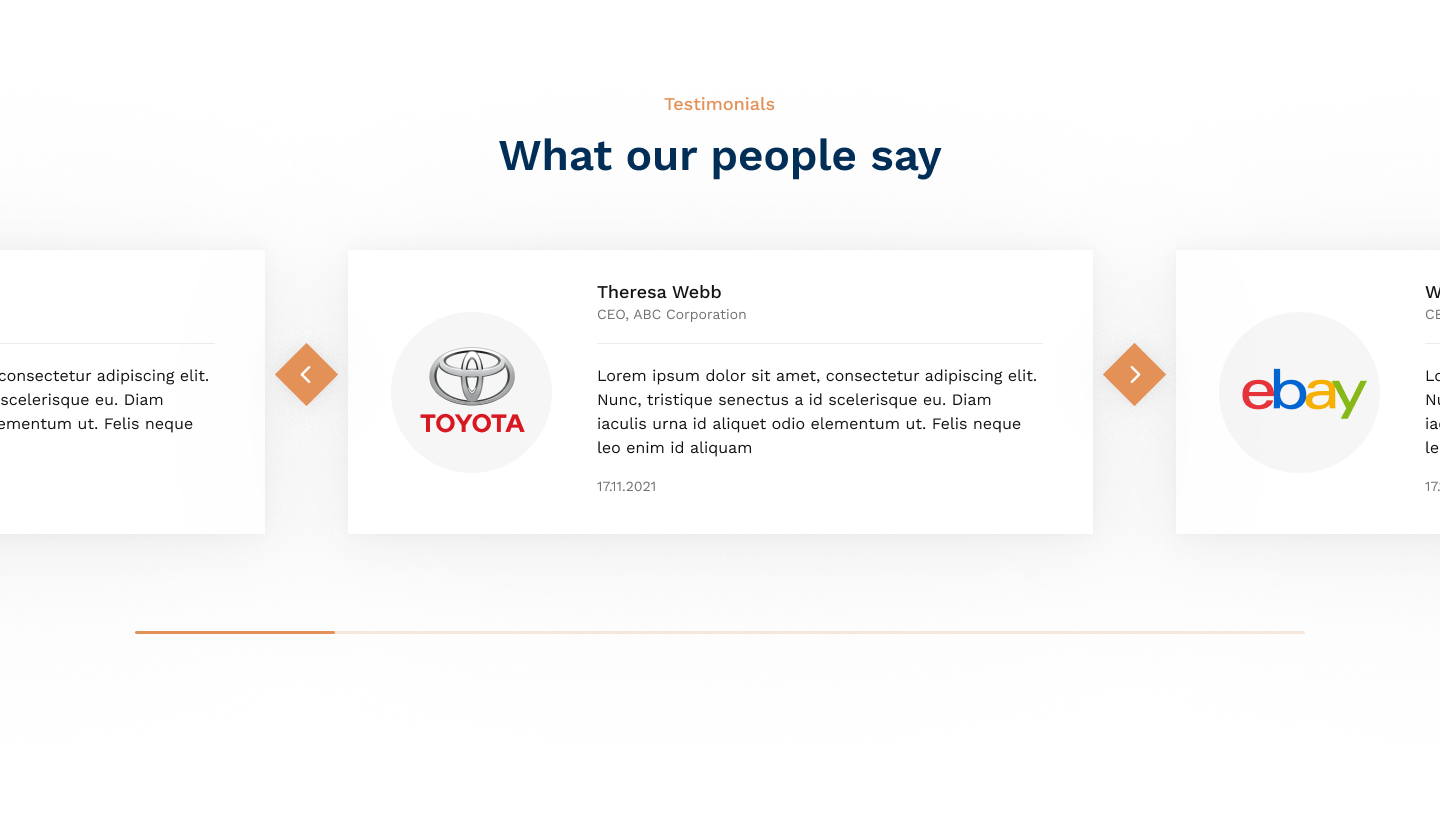 Testimonials
What our people say
consectetur adipiscing elit.
scelerisque eu. Diam
ementum ut. Felis neque
TOYOTA
Theresa Webb
CEO, ABC Corporation
Lorem ipsum dolor sit amet, consectetur adipiscing elit.
Nunc, tristique senectus a id scelerisque eu. Diam
iaculis urna id aliquet odio elementum ut. Felis neque
leo enim id aliquam
17.11.2021
ebay
W
CE
Lo
Nu
iac
le
17.